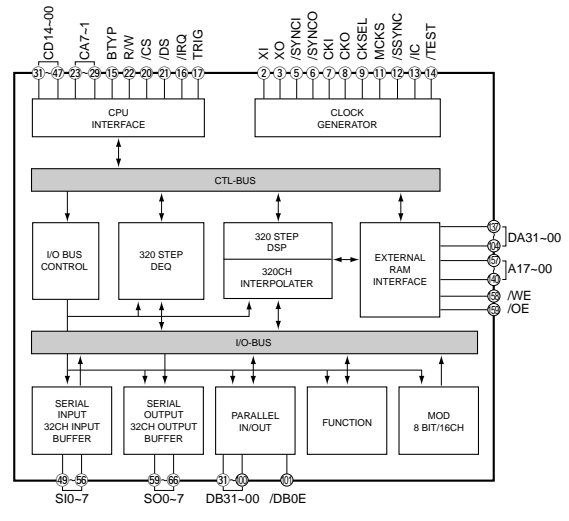 CD14~00
CA7~1
BTYP
R/W
/CS
/DS
/IRQ
TRIG
XI
XO
/SYNCI
/SYNCO
CKI
CKO
CKSEL
MCKS
/SSYNC
/IC
/TEST
31~47
23~29
15
22
20
21
16
17
2
3
5
6
7
8
9
11
12
13
14
CPU
INTERFACE
CLOCK
GENERATOR
CTL-BUS
I/O BUS
CONTROL
320 STEP
DEQ
320 STEP
DSP
320CH
INTERPOLATER
EXTERNAL
RAM
INTERFACE
137
104
DA31~00
157
140
A17~00
158
/WE
159
/OE
I/O-BUS
SERIAL
INPUT
32CH INPUT
BUFFER
SERIAL
OUTPUT
32CH OUTPUT
BUFFER
PARALLEL
IN/OUT
FUNCTION
MOD
8 BIT/16CH
49~56
59~66
31~100
101
SI0~7
SO0~7
DB31~00
/DB0E